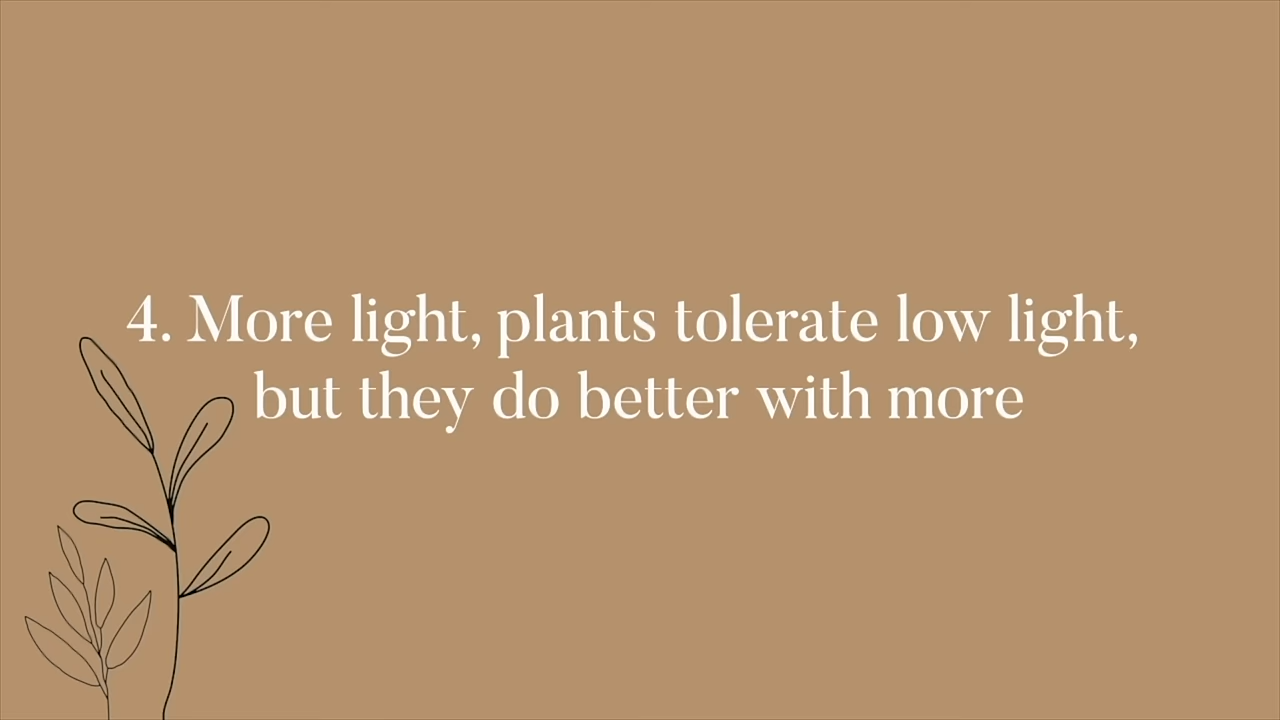 4. More light, plants tolerate low light,
but they do better with more